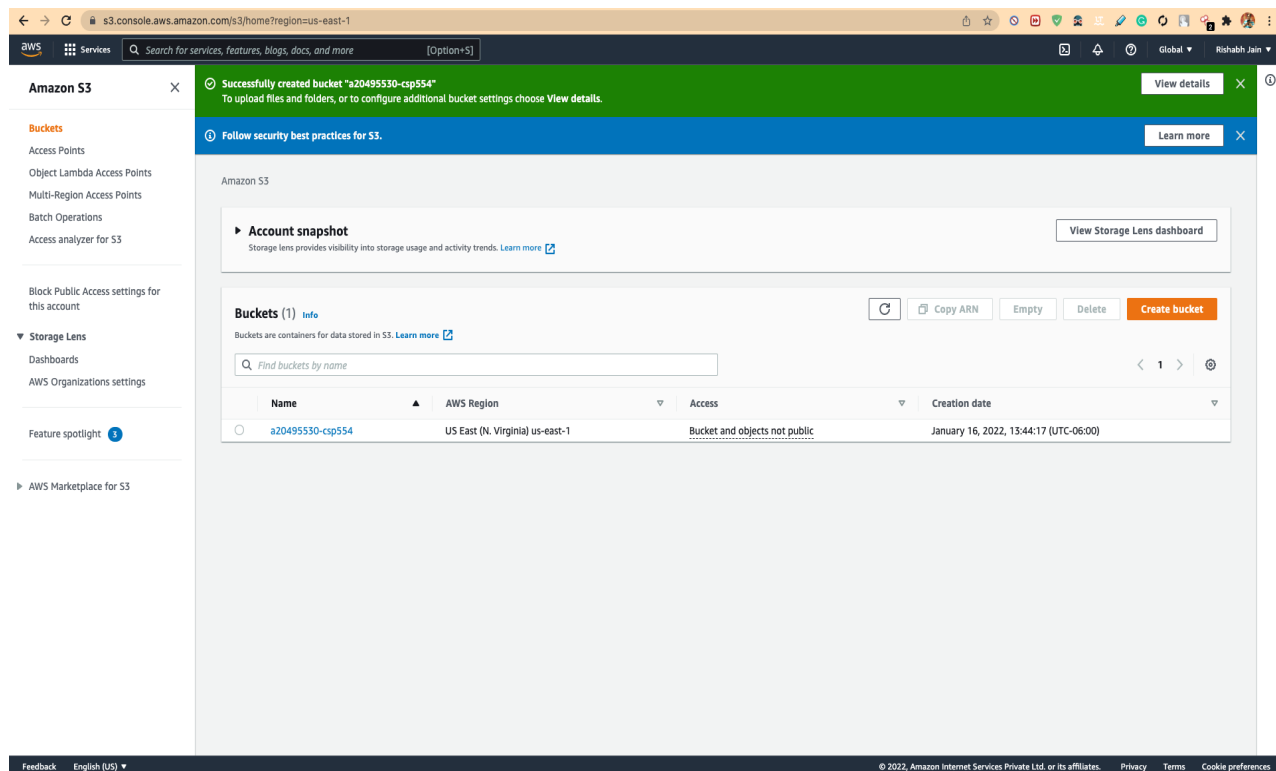 s3.console.aws.amazon.com/s3/home?region=us-east-1
2
aws
Services
Search for services, features, blogs, docs, and more
[Option+S]
Global
Rishabh Jain
Amazon S3
Buckets
Access Points
Object Lambda Access Points
Multi-Region Access Points
Batch Operations
Access analyzer for S3
Block Public Access settings for
this account
Storage Lens
Dashboards
AWS Organizations settings
Feature spotlight 3
AWS Marketplace for S3
Successfully created bucket "a20495530-csp554"
To upload files and folders, or to configure additional bucket settings choose View details.
View details
Follow security best practices for S3.
Learn more
Amazon S3
Account snapshot
Storage lens provides visibility into storage usage and activity trends. Learn more
View Storage Lens dashboard
Buckets (1) Info
Buckets are containers for data stored in S3. Learn more
Copy ARN
Empty
Delete
Create bucket
Find buckets by name
1
Name AWS Region Access Creation date
a20495530-csp554 US East (N. Virginia) us-east-1 Bucket and objects not public January 16, 2022, 13:44:17 (UTC-06:00)
Feedback English (US) © 2022, Amazon Internet Services Private Ltd. or its affiliates. Privacy Terms Cookie preferences